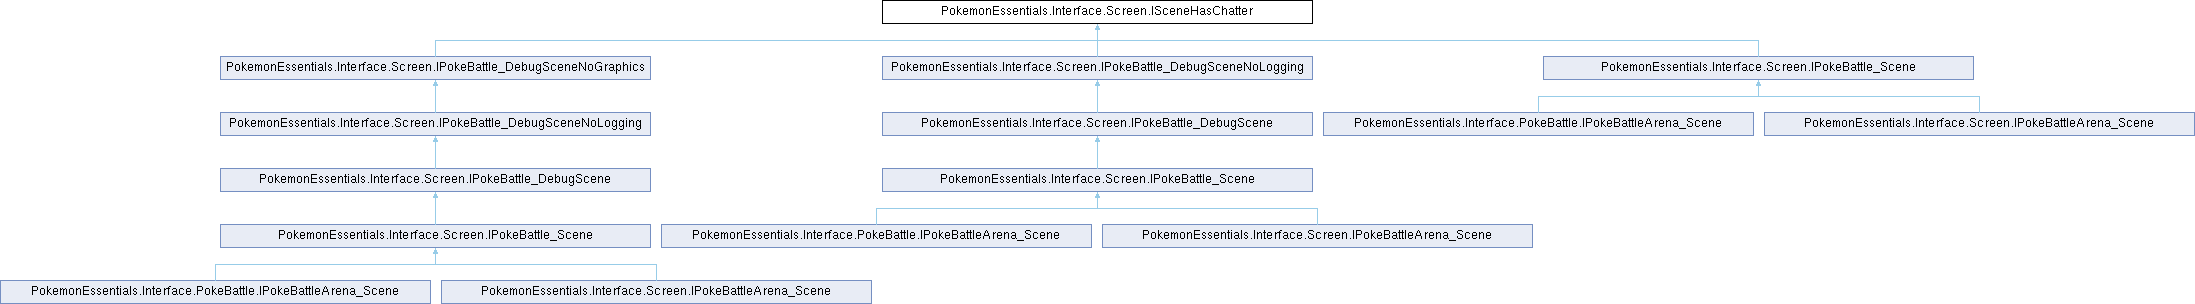 PokemonEssentials.Interface.Screen.ISceneHasChatter
PokemonEssentials.Interface.Screen.IPokeBattle_DebugSceneNoGraphics
PokemonEssentials.Interface.Screen.IPokeBattle_DebugSceneNoLogging
PokemonEssentials.Interface.Screen.IPokeBattle_Scene
PokemonEssentials.Interface.Screen.IPokeBattle_DebugSceneNoLogging
PokemonEssentials.Interface.Screen.IPokeBattle_DebugScene
PokemonEssentials.Interface.PokeBattle.IPokeBattleArena_Scene
PokemonEssentials.Interface.Screen.IPokeBattleArena_Scene
PokemonEssentials.Interface.Screen.IPokeBattle_DebugScene
PokemonEssentials.Interface.Screen.IPokeBattle_Scene
PokemonEssentials.Interface.Screen.IPokeBattle_Scene
PokemonEssentials.Interface.PokeBattle.IPokeBattleArena_Scene
PokemonEssentials.Interface.Screen.IPokeBattleArena_Scene
PokemonEssentials.Interface.PokeBattle.IPokeBattleArena_Scene
PokemonEssentials.Interface.Screen.IPokeBattleArena_Scene